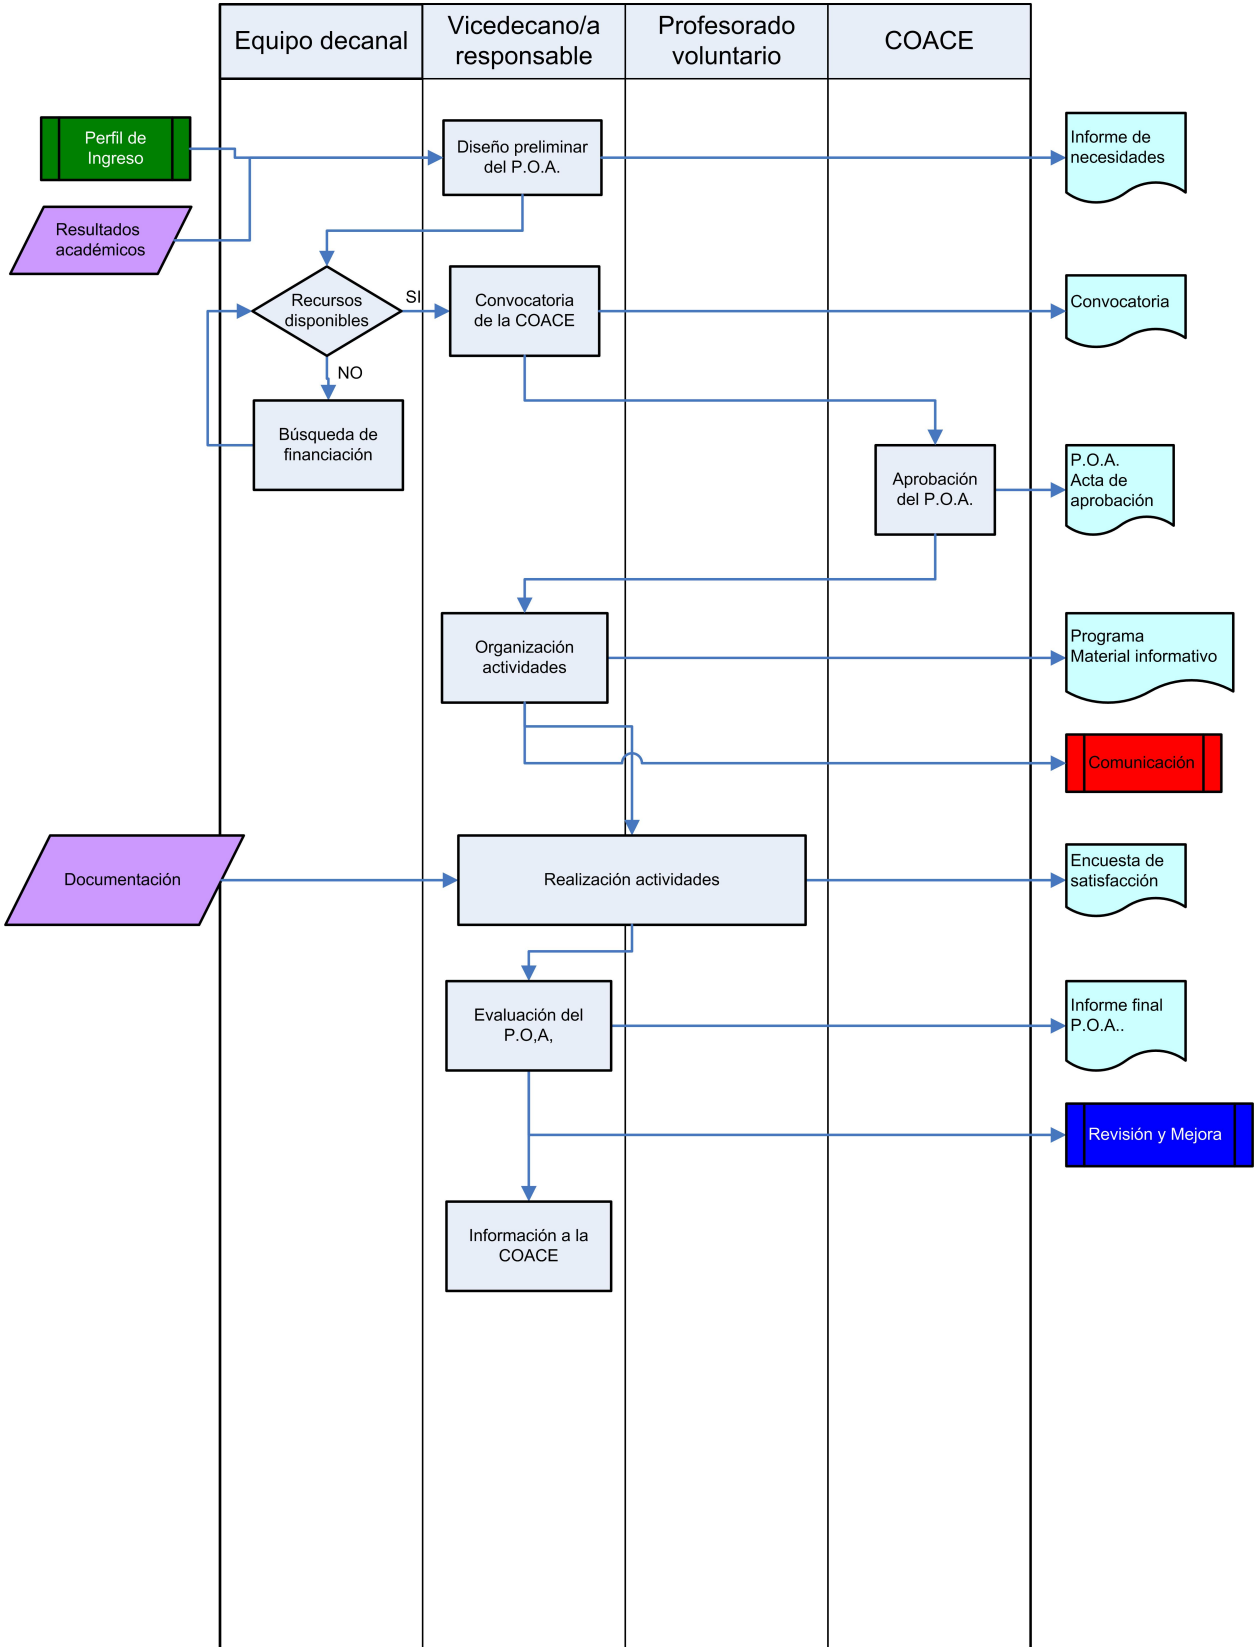 Equipo decanal
Vicedecano/a
responsable
Profesorado
voluntario
COACE
Perfil de
Ingreso
Diseño preliminar
del P.O.A.
Informe de
necesidades
Resultados
académicos
Recursos
disponibles
SI
Convocatoria
de la COACE
Convocatoria
NO
Búsqueda de
financiación
Aprobación
del P.O.A.
P.O.A.
Acta de
aprobación
Organización
actividades
Programa
Material informativo
Comunicación
Documentación
Realización actividades
Encuesta de
satisfacción
Evaluación del
P.O,A,
Informe final
P.O.A..
Revisión y Mejora
Información a la
COACE